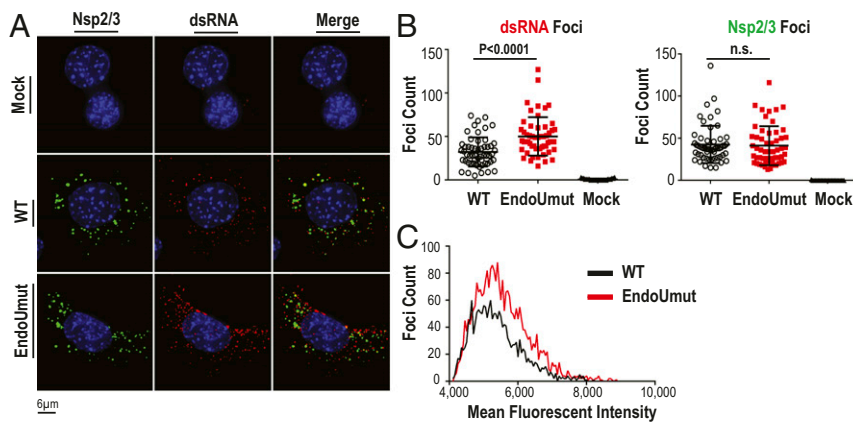 A
Nsp2/3 dsRNA Merge
Mock
WT
EndoUmut
6µm
B
dsRNA Foci
P<0.0001
Foci Count
150
100
50
0
WT EndoUmut Mock
Nsp2/3 Foci
n.s.
Foci Count
150
100
50
0
WT EndoUmut Mock
C
Foci Count
100
80
60
40
20
0
4,000 6,000 8,000 10,000
Mean Fluorescent Intensity
WT
EndoUmut